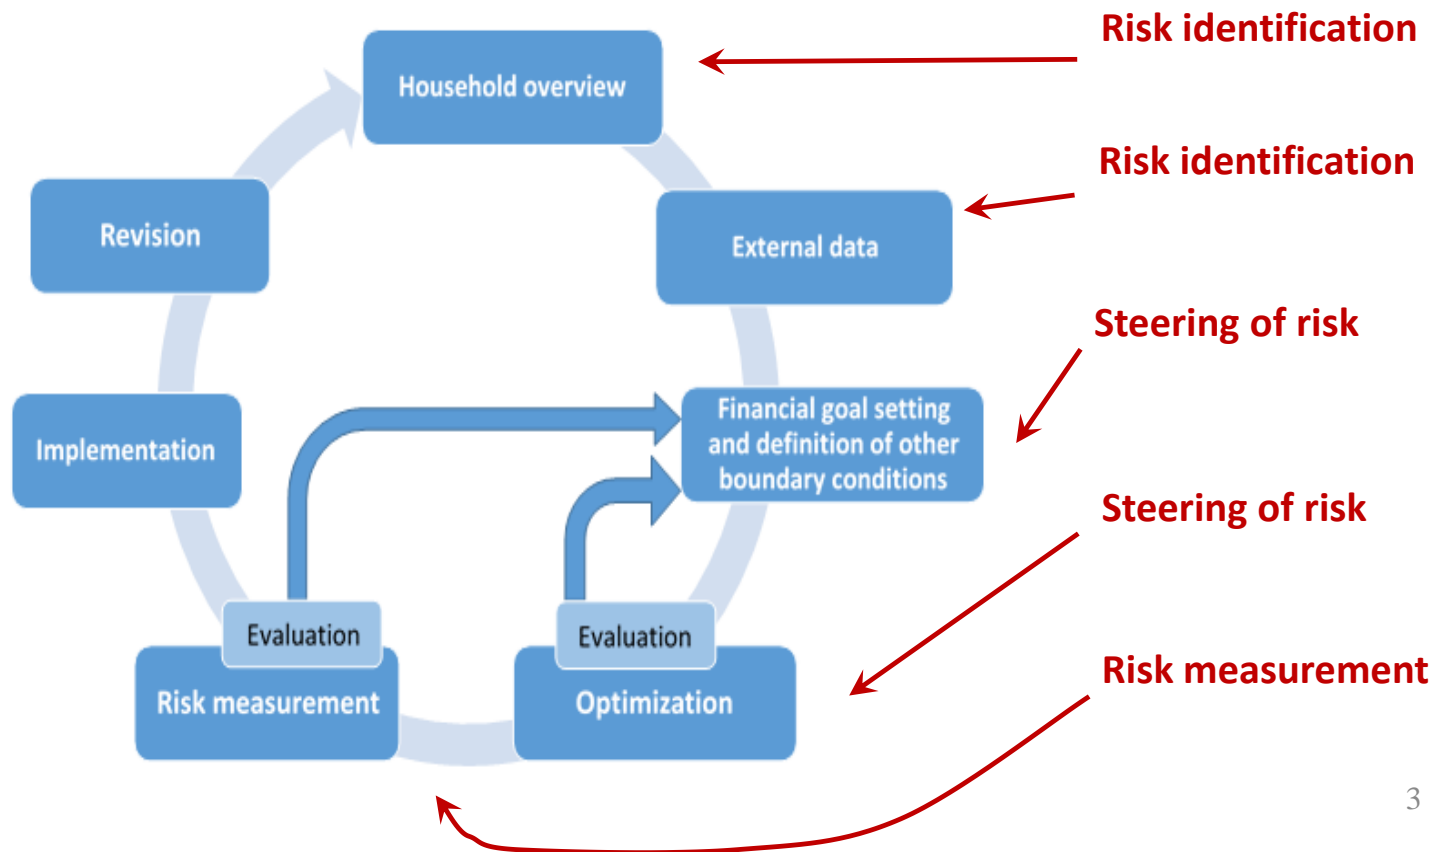 Risk identification
Household overview
Risk identification
Revision
External data
Steering of risk
Financial goal setting
and definition of other
boundary conditions
Implementation
Steering of risk
Evaluation
Evaluation
Risk measurement
Risk measurement
Optimization
3